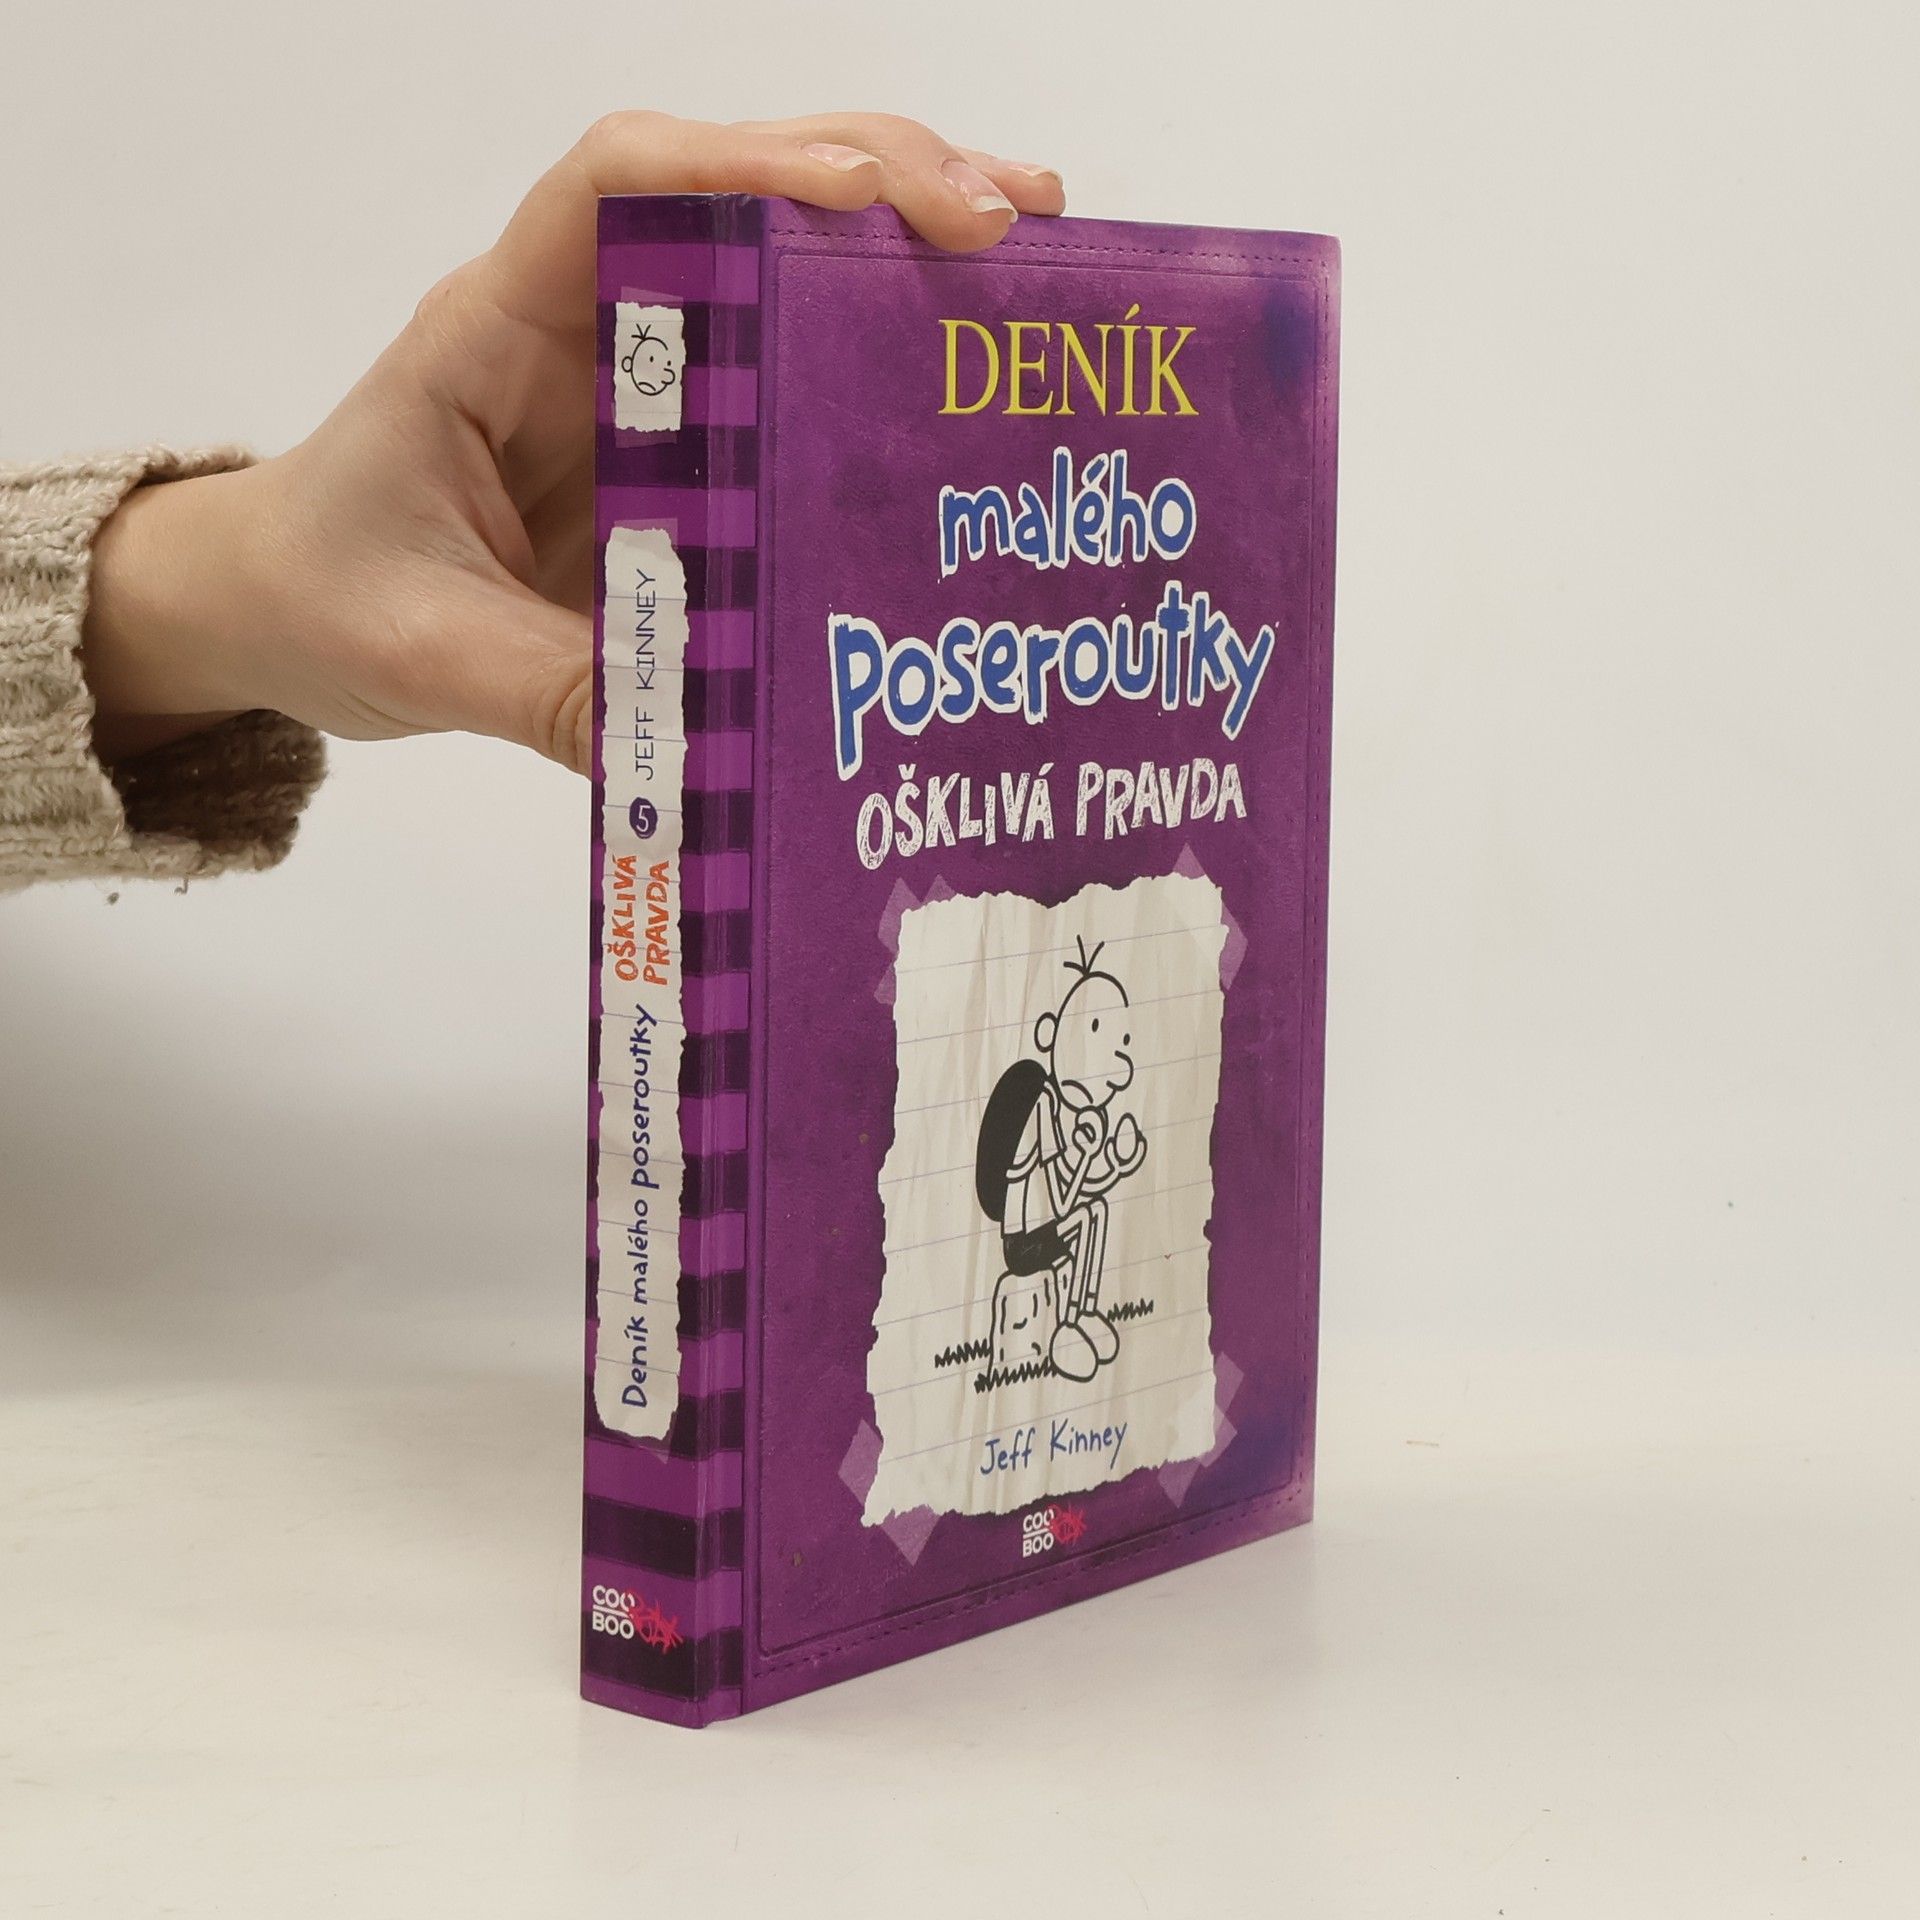 DENÍK
malého
poseroutky
OŠKLIVÁ PRAVDA
Jeff Kinney
COO
BOO
Deník malého poseroutky
OŠKLIVÁ
PRAVDA
5
JEFF KINNEY
COO
BOO